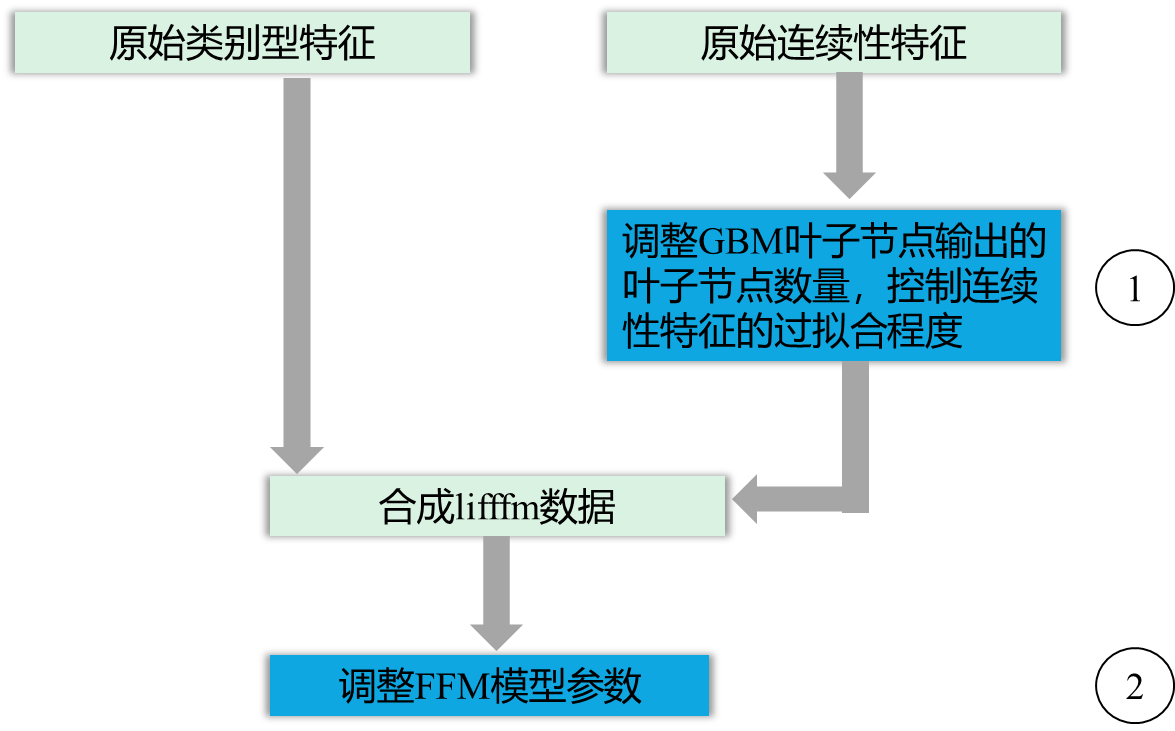 原始类别型特征
原始连续性特征
调整GBM叶子节点输出的
叶子节点数量，控制连续
性特征的过拟合程度
1
合成lifffm数据
调整FFM模型参数
2